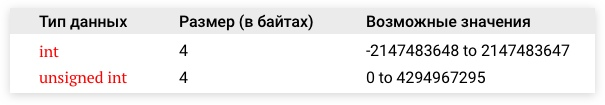 Тип данных Размер (в байтах) Возможные значения
int 4 -2147483648 to 2147483647
unsigned int 4 0 to 4294967295